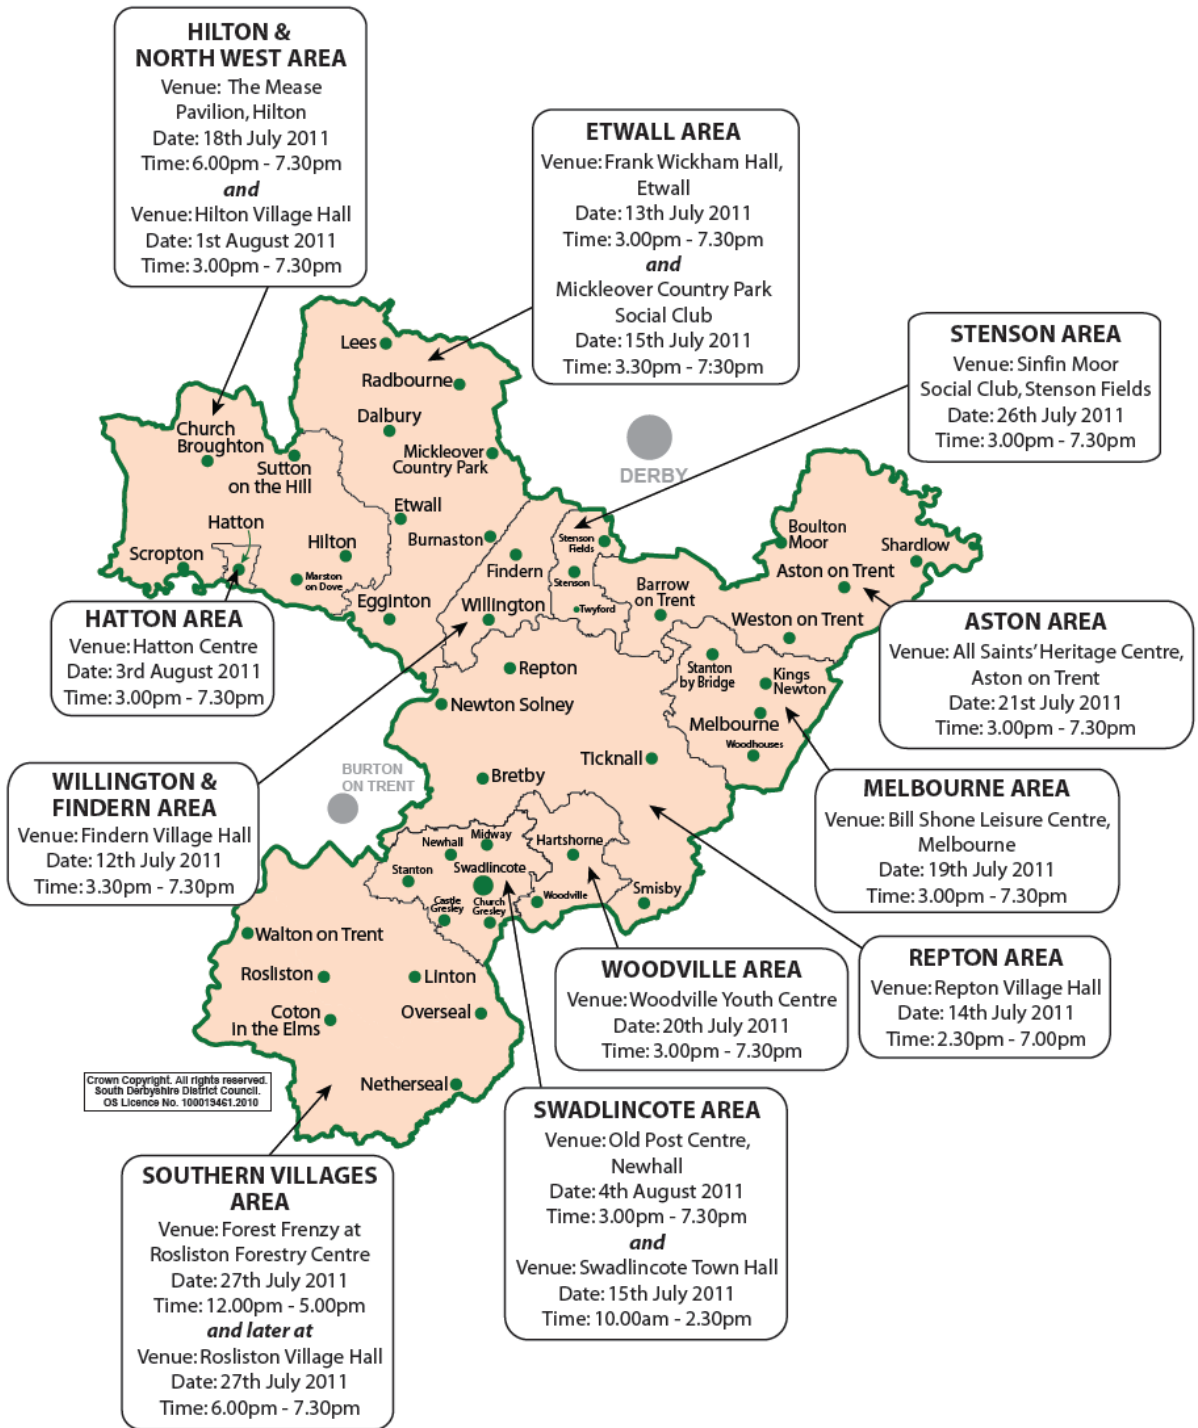 HILTON &
NORTH WEST AREA
Venue: The Mease
Pavilion, Hilton
Date: 18th July 2011
Time: 6.00pm - 7.30pm
and
Venue: Hilton Village Hall
Date: 1st August 2011
Time: 3.00pm - 7.30pm
ETWALL AREA
Venue: Frank Wickham Hall,
Etwall
Date: 13th July 2011
Time: 3.00pm - 7.30pm
and
Mickleover Country Park
Social Club
Date: 15th July 2011
Time: 3.30pm - 7:30pm
STENSON AREA
Venue: Sinfin Moor
Social Club, Stenson Fields
Date: 26th July 2011
Time: 3.00pm - 7.30pm
Lees
Radbourne
Dalbury
Mickleover
Country Park
Church
Broughton
Sutton
on the Hill
DERBY
Etwall
Burnaston
Hatton
Hilton
Scropton
Marston
on Dove
Egginton
Findern
Willington
Stenson
Fields
Stenson
Twyford
Barrow
on Trent
Boulton
Moor
Shardlow
Aston on Trent
Weston on Trent
HATTON AREA
Venue: Hatton Centre
Date: 3rd August 2011
Time: 3.00pm - 7.30pm
ASTON AREA
Venue: All Saints' Heritage Centre,
Aston on Trent
Date: 21st July 2011
Time: 3.00pm - 7.30pm
Repton
Newton Solney
Stanton
by Bridge
Kings
Newton
Melbourne
Woodhouses
Ticknall
Bretby
BURTON
ON TRENT
WILLINGTON &
FINDERN AREA
Venue: Findern Village Hall
Date: 12th July 2011
Time: 3.30pm - 7.30pm
MELBOURNE AREA
Venue: Bill Shone Leisure Centre,
Melbourne
Date: 19th July 2011
Time: 3.00pm - 7.30pm
Newhall
Midway
Hartshorne
Stanton
Swadlincote
Castle
Gresley
Church
Gresley
Woodville
Smisby
Walton on Trent
Rosliston
Linton
Coton
in the Elms
Overseal
Netherseal
WOODVILLE AREA
Venue: Woodville Youth Centre
Date: 20th July 2011
Time: 3.00pm - 7.30pm
REPTON AREA
Venue: Repton Village Hall
Date: 14th July 2011
Time: 2.30pm - 7.00pm
Crown Copyright. All rights reserved.
South Derbyshire District Council.
OS Licence No. 100019461.2010
SWADLINCOTE AREA
Venue: Old Post Centre,
Newhall
Date: 4th August 2011
Time: 3.00pm - 7.30pm
and
Venue: Swadlincote Town Hall
Date: 15th July 2011
Time: 10.00am - 2.30pm
SOUTHERN VILLAGES
AREA
Venue: Forest Frenzy at
Rosliston Forestry Centre
Date: 27th July 2011
Time: 12.00pm - 5.00pm
and later at
Venue: Rosliston Village Hall
Date: 27th July 2011
Time: 6.00pm - 7.30pm